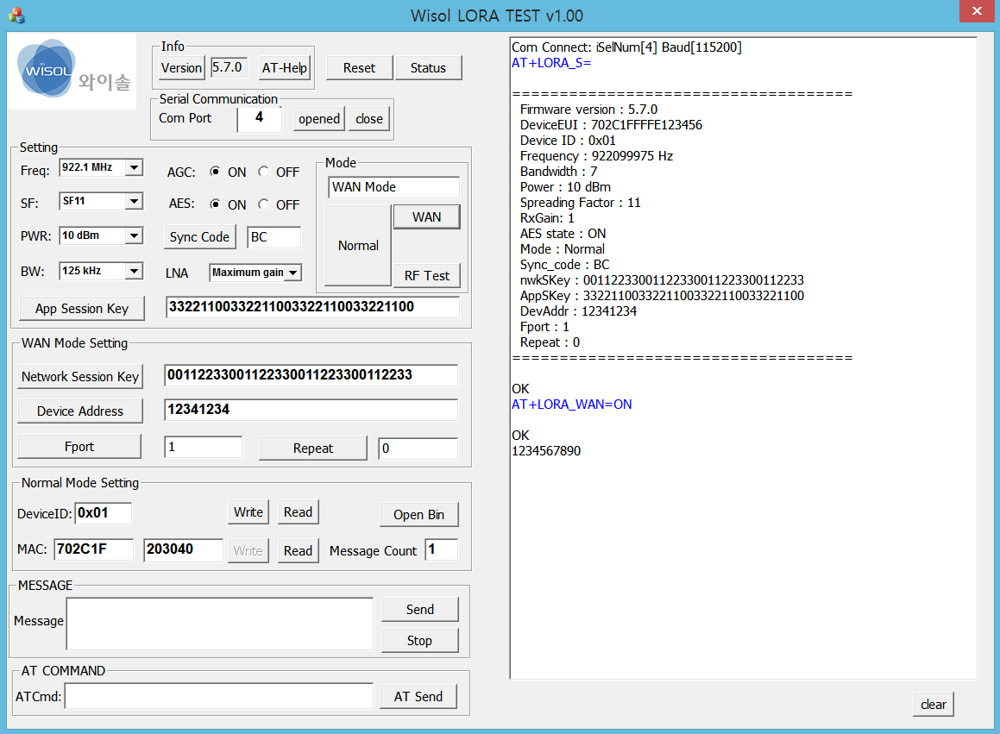 Wisol LORA TEST v1.00
WiSOL 와이솔
Info
Version 5.7.0 AT-Help Reset Status
Serial Communication
Com Port 4 opened close
Setting
Freq: 922.1 MHz AGC: ON OFF
SF: SF11 AES: ON OFF
PWR: 10 dBm Sync Code BC
BW: 125 kHz LNA Maximum gain
Mode
WAN Mode
Normal WAN
RF Test
App Session Key 33221100332211003322110033221100
WAN Mode Setting
Network Session Key 00112233001122330011223300112233
Device Address 12341234
Fport 1 Repeat 0
Normal Mode Setting
DeviceID: 0x01 Write Read Open Bin
MAC: 702C1F 203040 Write Read Message Count 1
MESSAGE
Message Send
Stop
AT COMMAND
ATCmd: AT Send
Com Connect: iSelNum[4] Baud[115200]
AT+LORA_S=
===================================
Firmware version : 5.7.0
DeviceEUI : 702C1FFFFE123456
Device ID : 0x01
Frequency : 922099975 Hz
Bandwidth : 7
Power : 10 dBm
Spreading Factor : 11
RxGain: 1
AES state : ON
Mode : Normal
Sync_code : BC
nwkSKey : 00112233001122330011223300112233
AppSKey : 33221100332211003322110033221100
DevAddr : 12341234
Fport : 1
Repeat : 0
===================================
OK
AT+LORA_WAN=ON
OK
1234567890
clear